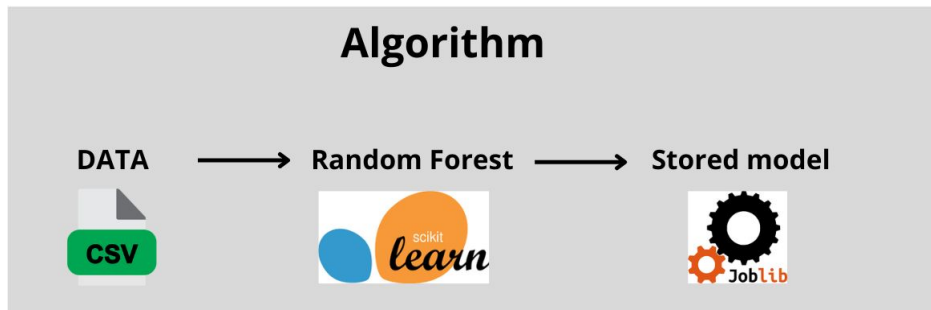 Algorithm
DATA
Random Forest
Stored model
CSV
scikit
learn
Joblib